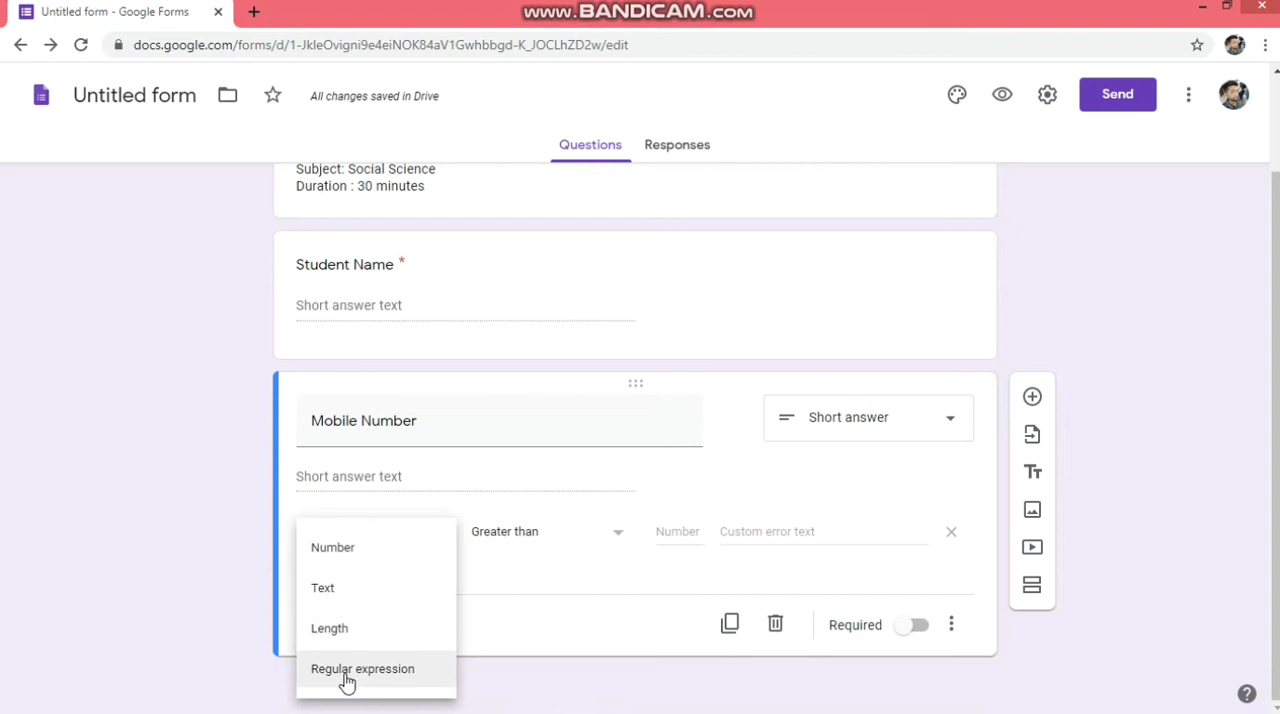 www.BANDICAM.com
Untitled form - Google Forms
docs.google.com/forms/d/1-JkIeOvigni9e4eiNOK84aV1Gwhbbgd-K_JOCLhZD2w/edit
Untitled form
All changes saved in Drive
Send
Questions
Responses
Subject: Social Science
Duration : 30 minutes
Student Name *
Short answer text
Mobile Number
Short answer
Short answer text
Greater than
Number
Custom error text
Number
Text
Length
Regular expression
Required